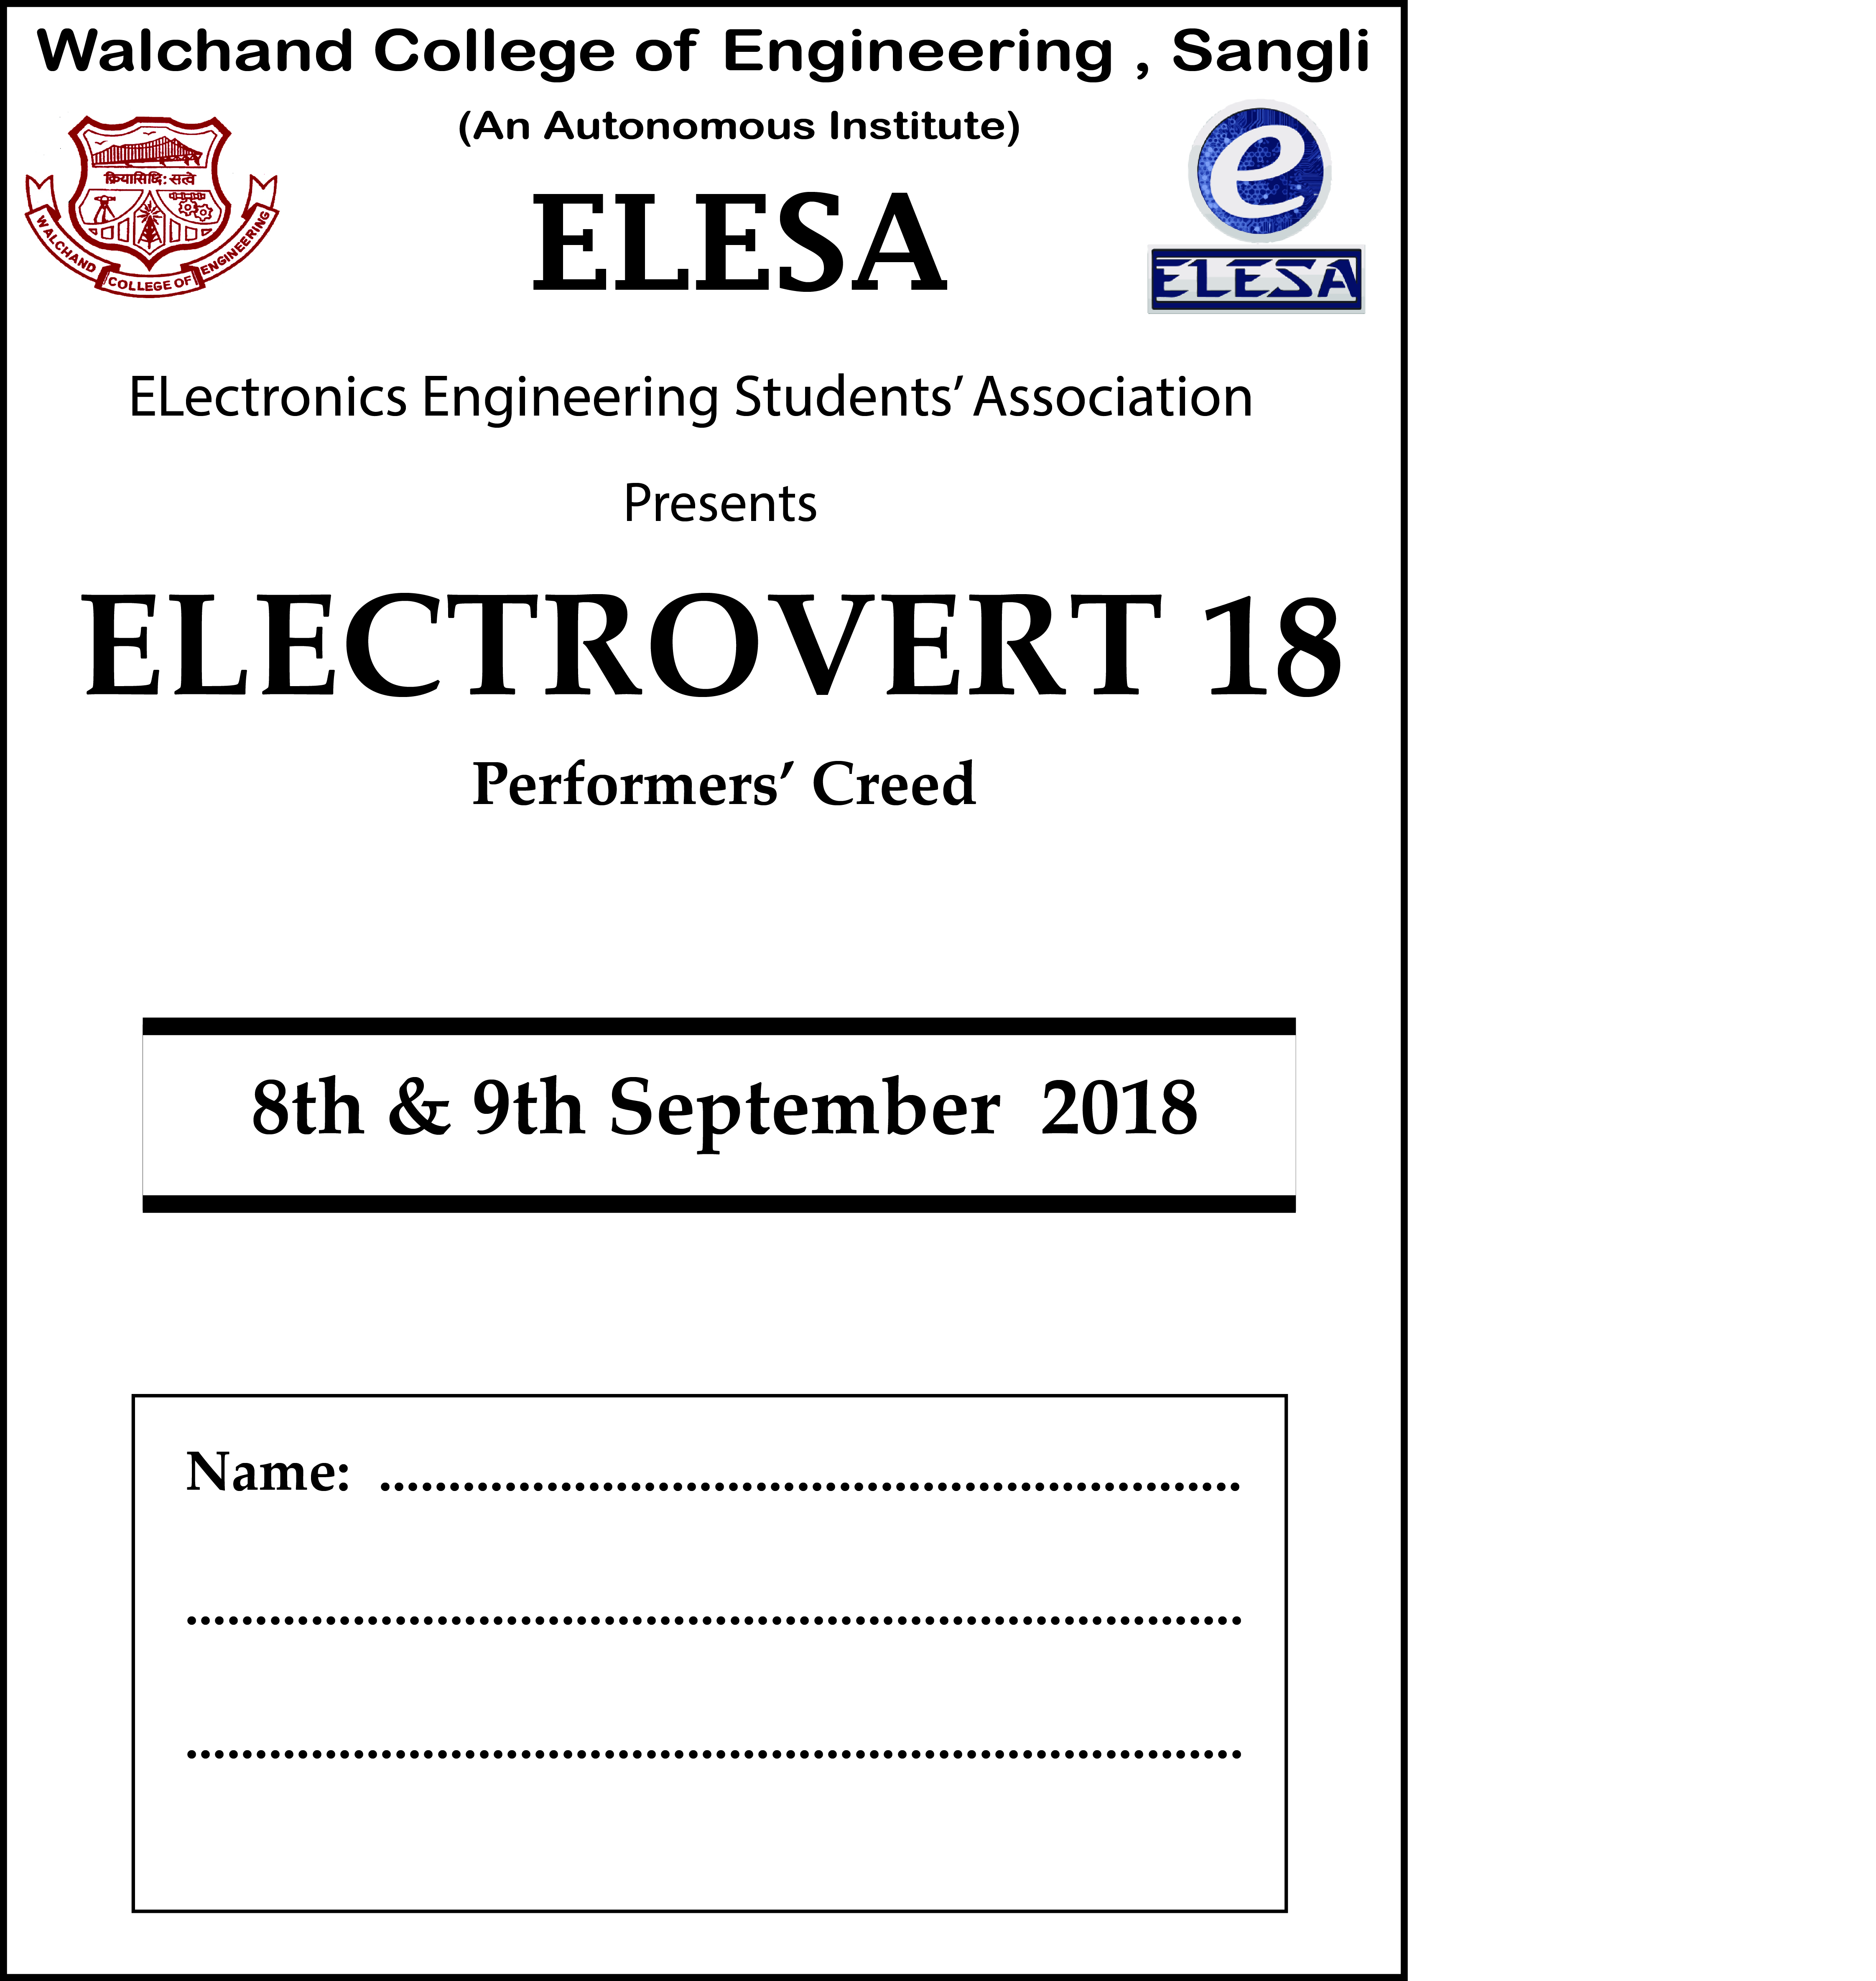 Walchand College of Engineering , Sangli
(An Autonomous Institute)
क्रियासिद्धि: सत्वे
WALCHAND COLLEGE OF ENGINEERING
e
ELESA
ELESA
ELectronics Engineering Students’ Association
Presents
ELECTROVERT 18
Performers’ Creed
8th & 9th September 2018
Name: ..............................................................
............................................................................
............................................................................